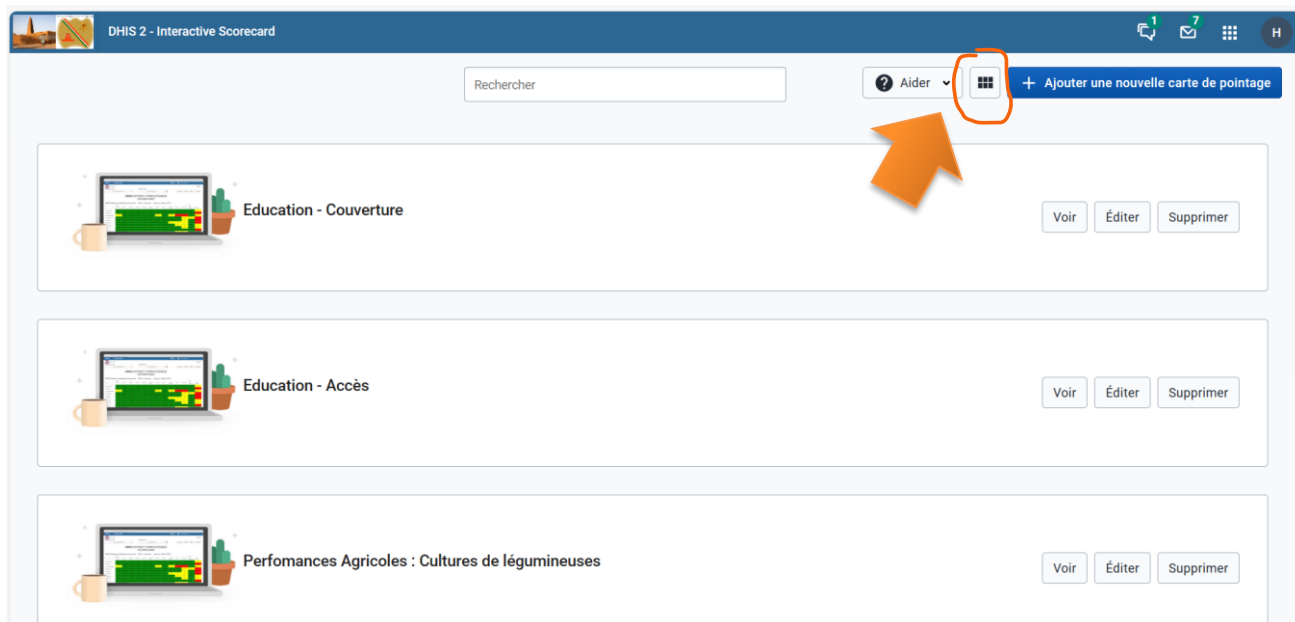 DHIS 2 - Interactive Scorecard
1
7
H
Rechercher
Aider
+ Ajouter une nouvelle carte de pointage
Education - Couverture
Voir
Éditer
Supprimer
Education - Accès
Voir
Éditer
Supprimer
Perfomances Agricoles : Cultures de légumineuses
Voir
Éditer
Supprimer